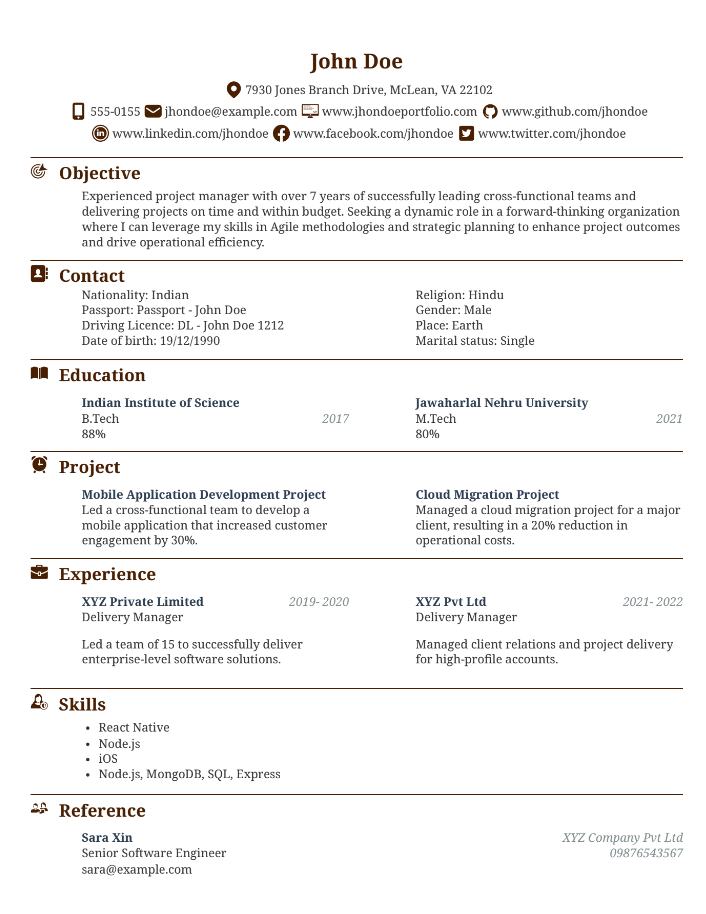 John Doe
7930 Jones Branch Drive, McLean, VA 22102
555-0155 jhondoe@example.com www.jhondoeportfolio.com www.github.com/jhondoe
www.linkedin.com/jhondoe www.facebook.com/jhondoe www.twitter.com/jhondoe
Objective
Experienced project manager with over 7 years of successfully leading cross-functional teams and
delivering projects on time and within budget. Seeking a dynamic role in a forward-thinking organization
where I can leverage my skills in Agile methodologies and strategic planning to enhance project outcomes
and drive operational efficiency.
Contact
Nationality: Indian
Passport: Passport - John Doe
Driving Licence: DL - John Doe 1212
Date of birth: 19/12/1990
Religion: Hindu
Gender: Male
Place: Earth
Marital status: Single
Education
Indian Institute of Science
B.Tech 2017
88%
Jawaharlal Nehru University
M.Tech 2021
80%
Project
Mobile Application Development Project
Led a cross-functional team to develop a
mobile application that increased customer
engagement by 30%.
Cloud Migration Project
Managed a cloud migration project for a major
client, resulting in a 20% reduction in
operational costs.
Experience
XYZ Private Limited 2019- 2020
Delivery Manager
Led a team of 15 to successfully deliver
enterprise-level software solutions.
XYZ Pvt Ltd 2021- 2022
Delivery Manager
Managed client relations and project delivery
for high-profile accounts.
Skills
• React Native
• Node.js
• iOS
• Node.js, MongoDB, SQL, Express
Reference
Sara Xin XYZ Company Pvt Ltd
Senior Software Engineer 09876543567
sara@example.com